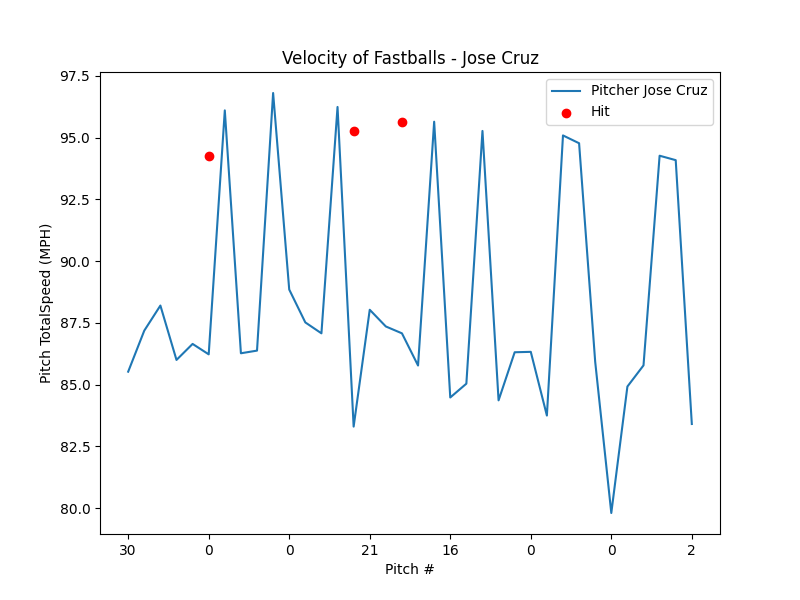 Velocity of Fastballs - Jose Cruz
Pitcher Jose Cruz
Hit
97.5
95.0
92.5
90.0
87.5
85.0
82.5
80.0
Pitch TotalSpeed (MPH)
30 0 0 21 16 0 0 2
Pitch #